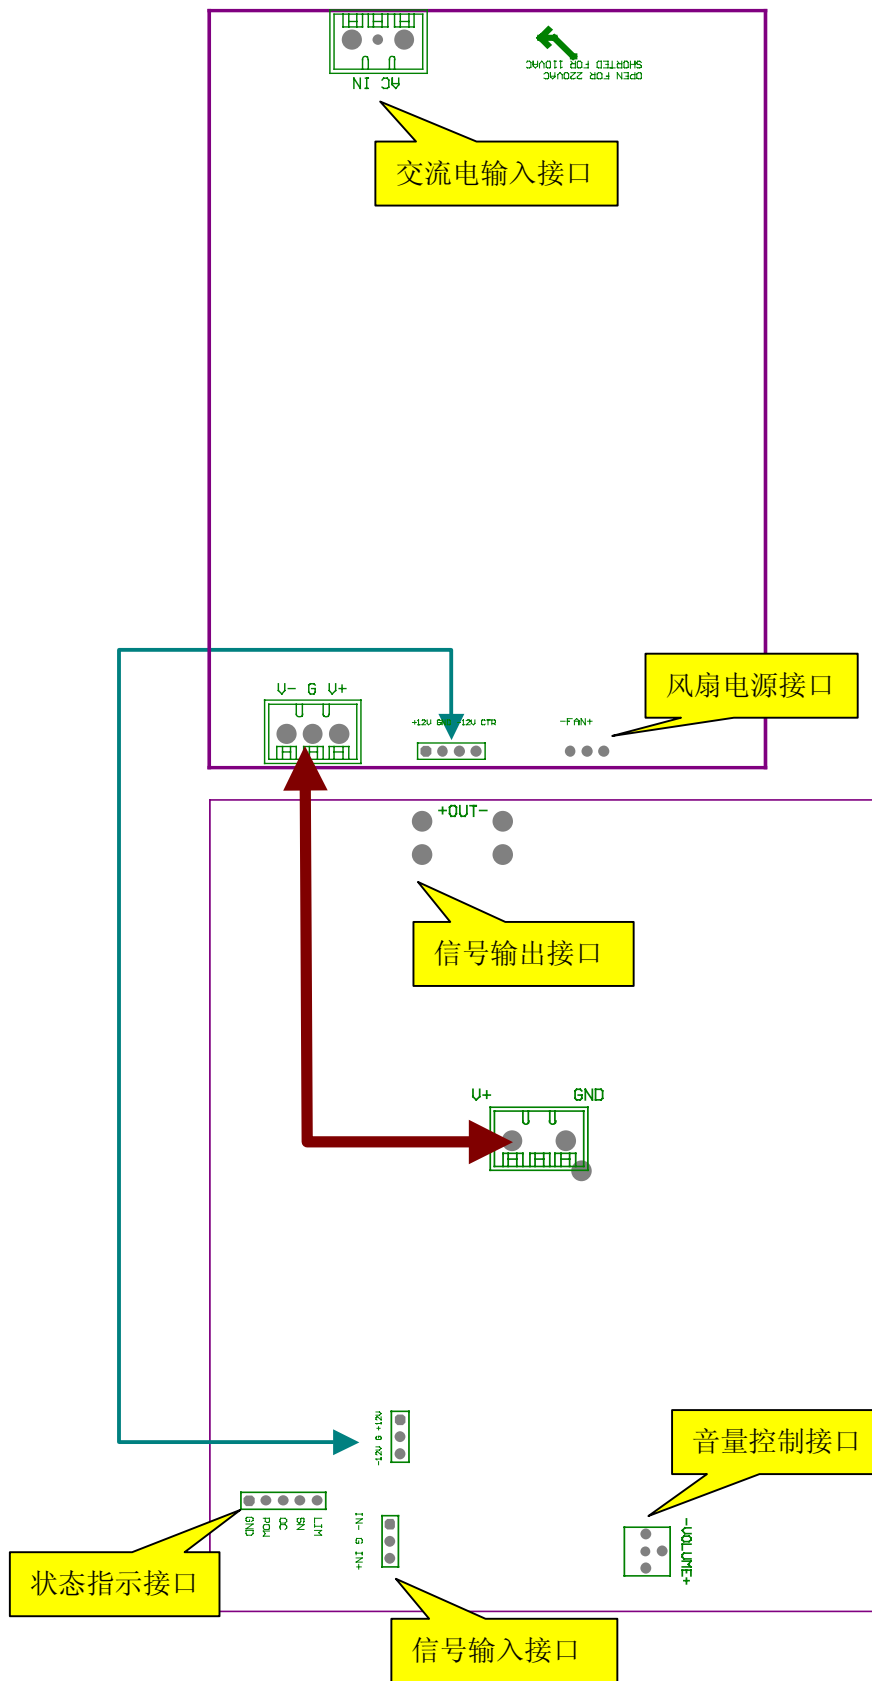 AC IN
SHORTED FOR 110VAC
OPEN FOR 220VAC
交流电输入接口
风扇电源接口
V- G V+
+12V GND -12V CTR
-FAN+
+OUT-
信号输出接口
V+ GND
-12V G +12V
音量控制接口
GND
POW
OC
SN
LIM
IN- G IN+
-VOLUME+
状态指示接口
信号输入接口